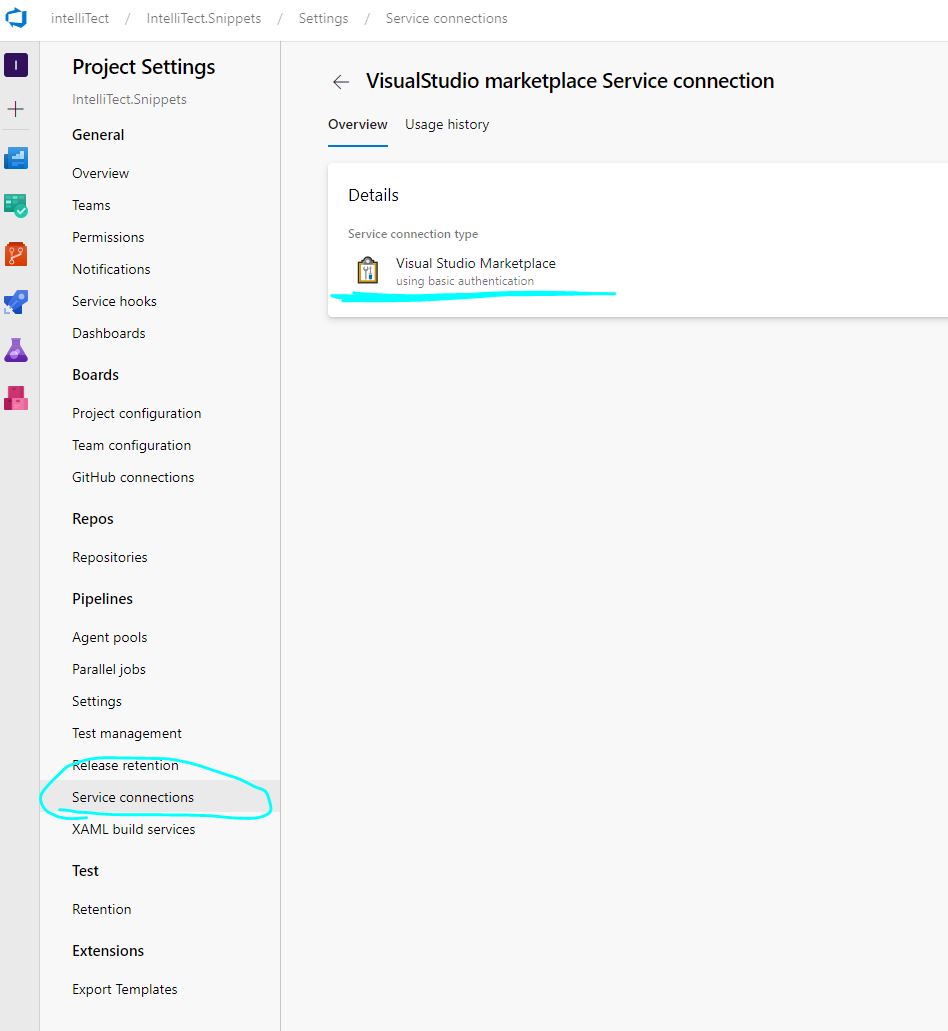 intelliTect / IntelliTect.Snippets / Settings / Service connections
I
Project Settings
IntelliTect.Snippets
General
Overview
Teams
Permissions
Notifications
Service hooks
Dashboards
Boards
Project configuration
Team configuration
GitHub connections
Repos
Repositories
Pipelines
Agent pools
Parallel jobs
Settings
Test management
Release retention
Service connections
XAML build services
Test
Retention
Extensions
Export Templates
VisualStudio marketplace Service connection
Overview Usage history
Details
Service connection type
Visual Studio Marketplace
using basic authentication